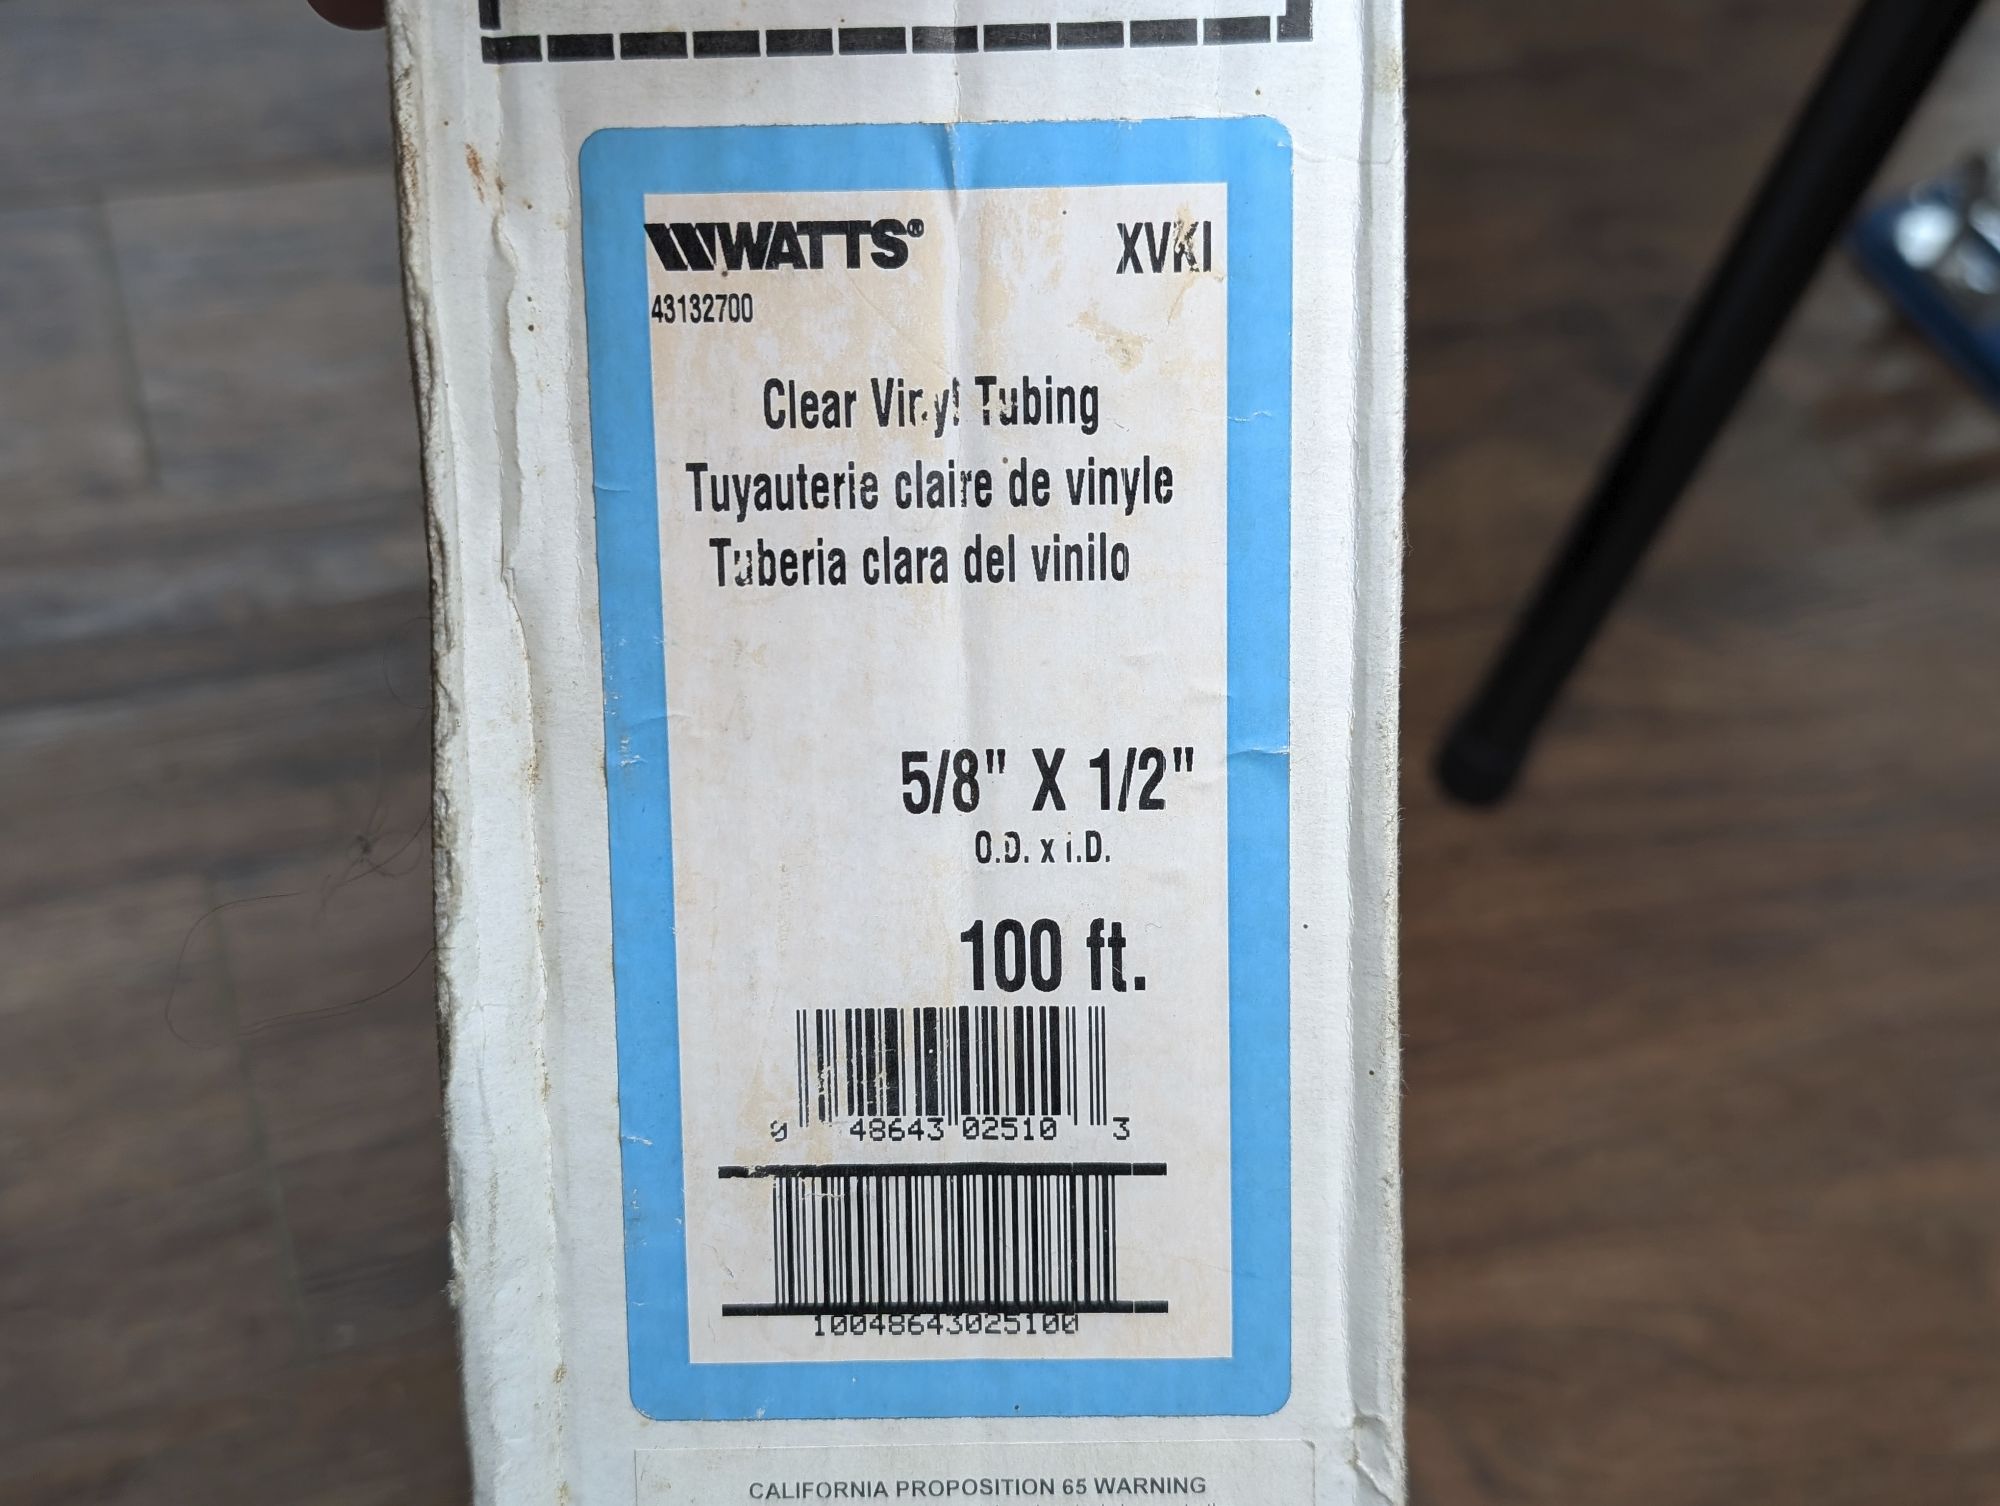 WATTS® XVKI
43132700
Clear Vinyl Tubing
Tuyauterie claire de vinyle
Tuberia clara del vinilo
5/8" X 1/2"
O.D. x I.D.
100 ft.
0 48643 02510 3
10048643025100
CALIFORNIA PROPOSITION 65 WARNING